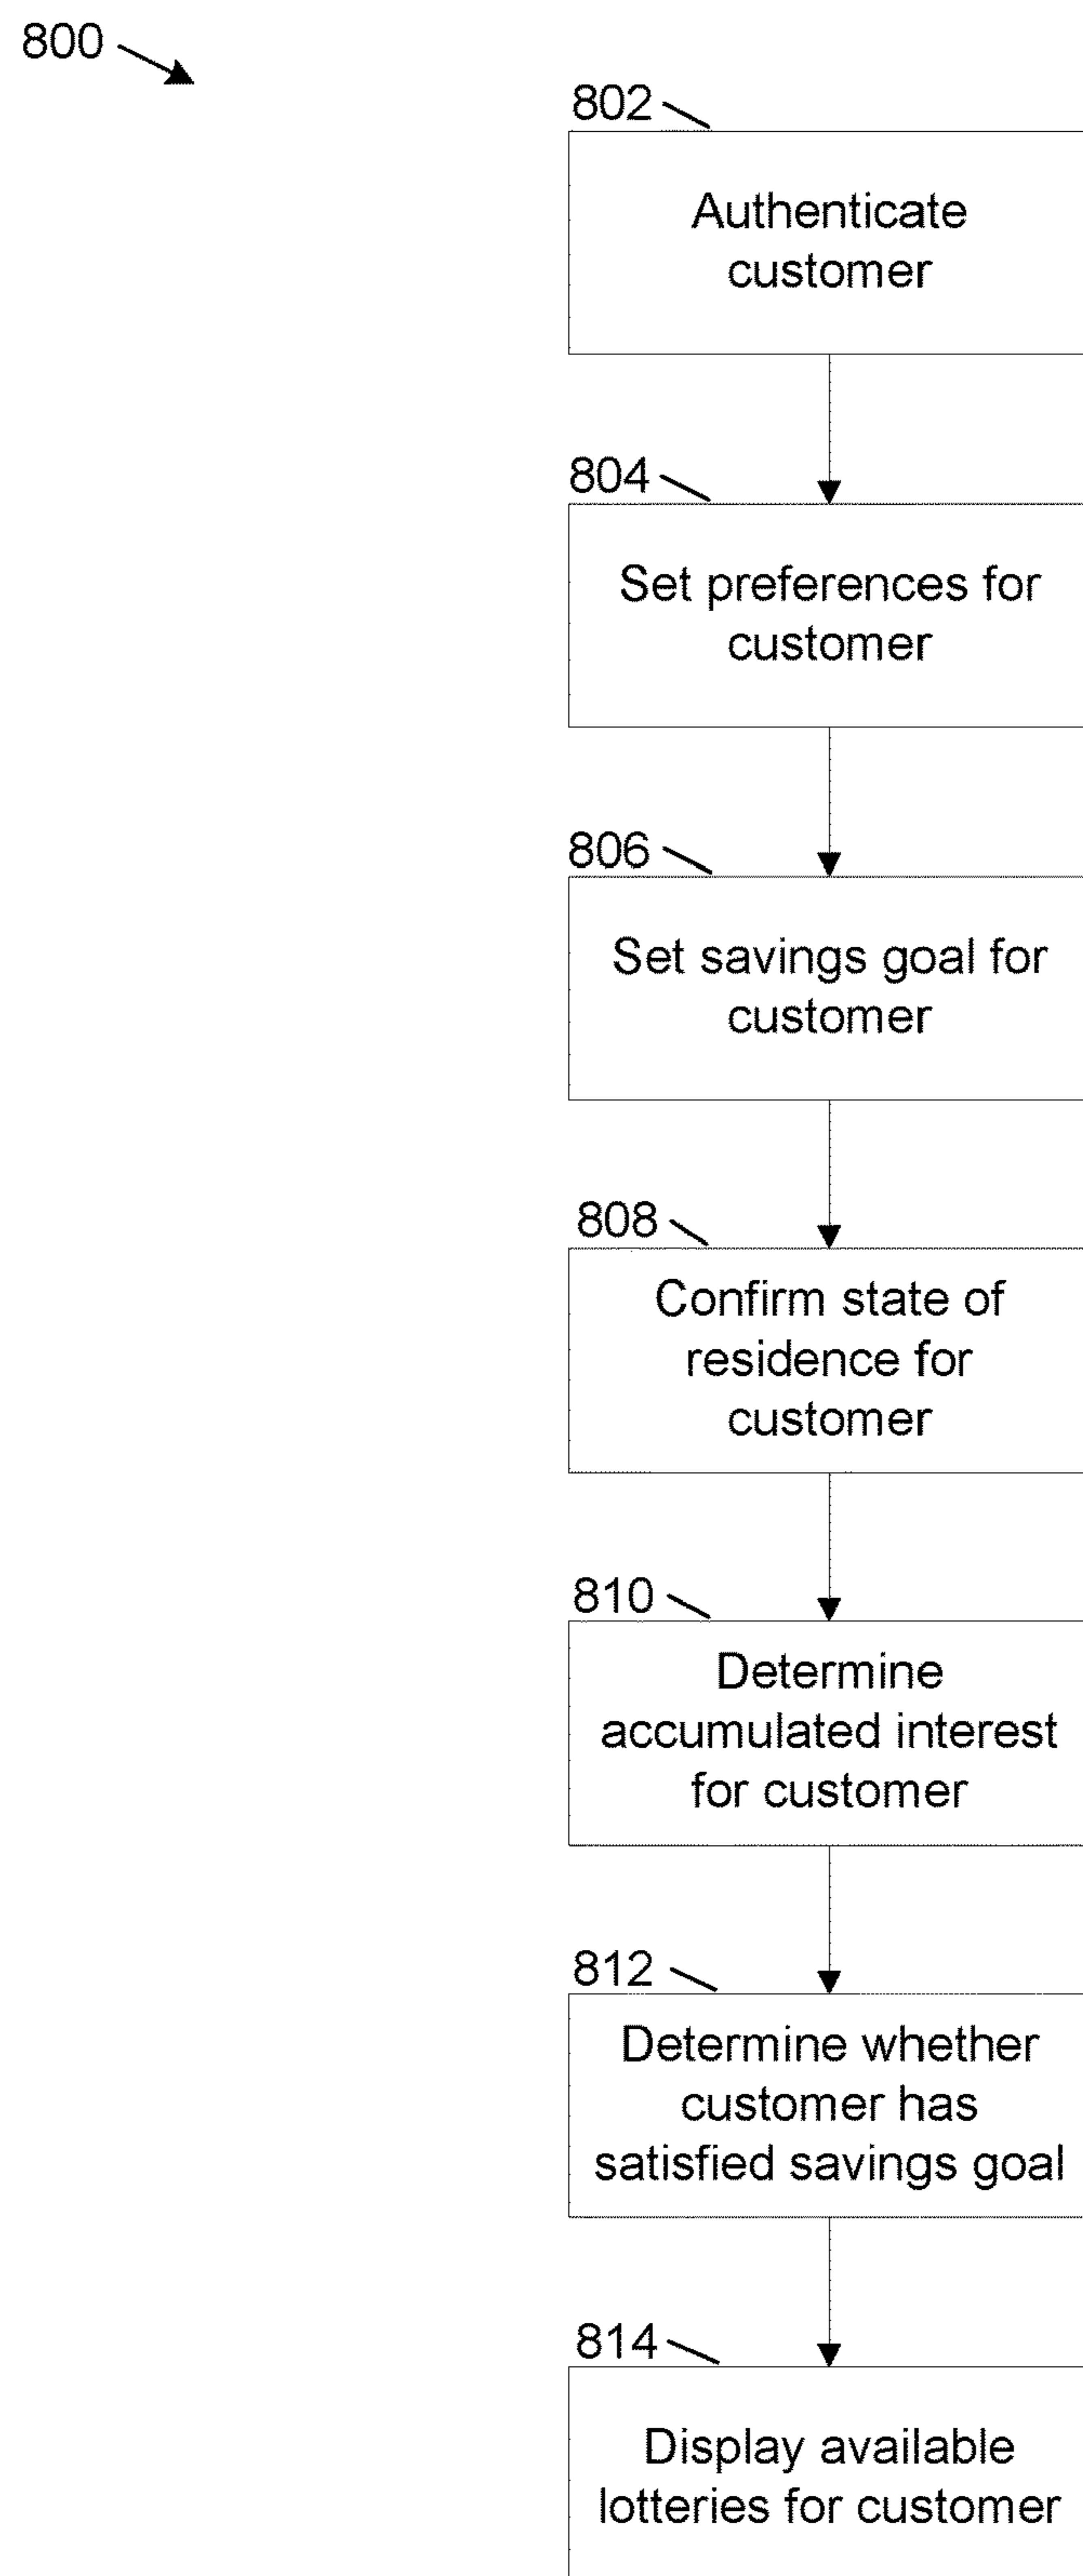 800
802
Authenticate
customer
804
Set preferences for
customer
806
Set savings goal for
customer
808
Confirm state of
residence for
customer
810
Determine
accumulated interest
for customer
812
Determine whether
customer has
satisfied savings goal
814
Display available
lotteries for customer